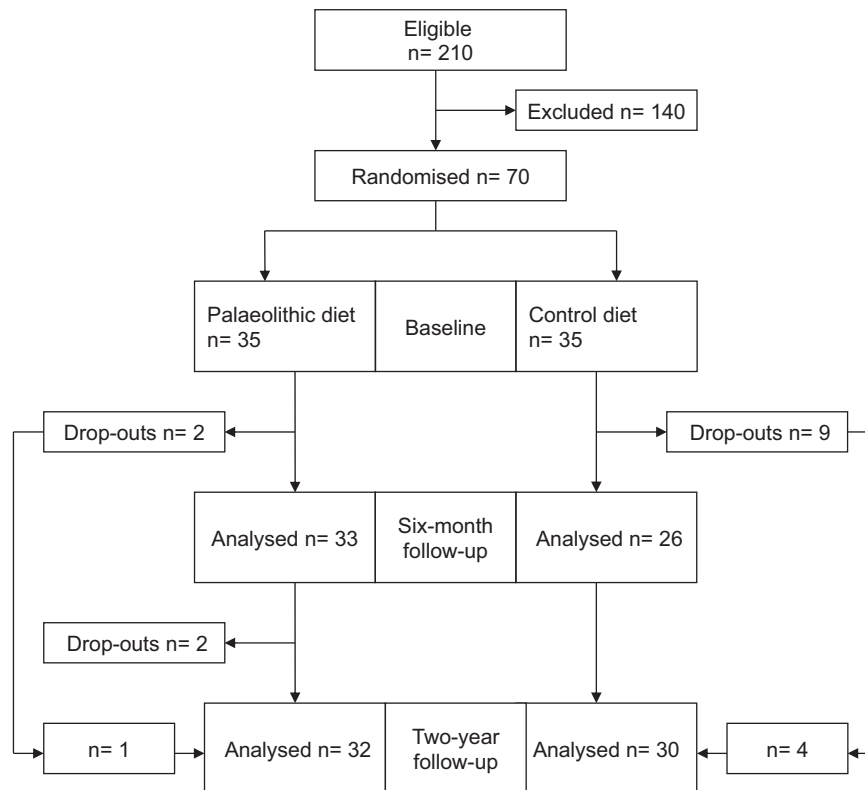 Eligible
n= 210
Excluded n= 140
Randomised n= 70
Palaeolithic diet
n= 35
Baseline
Control diet
n= 35
Drop-outs n= 2
Drop-outs n= 9
Analysed n= 33
Six-month
follow-up
Analysed n= 26
Drop-outs n= 2
n= 1
Analysed n= 32
Two-year
follow-up
Analysed n= 30
n= 4